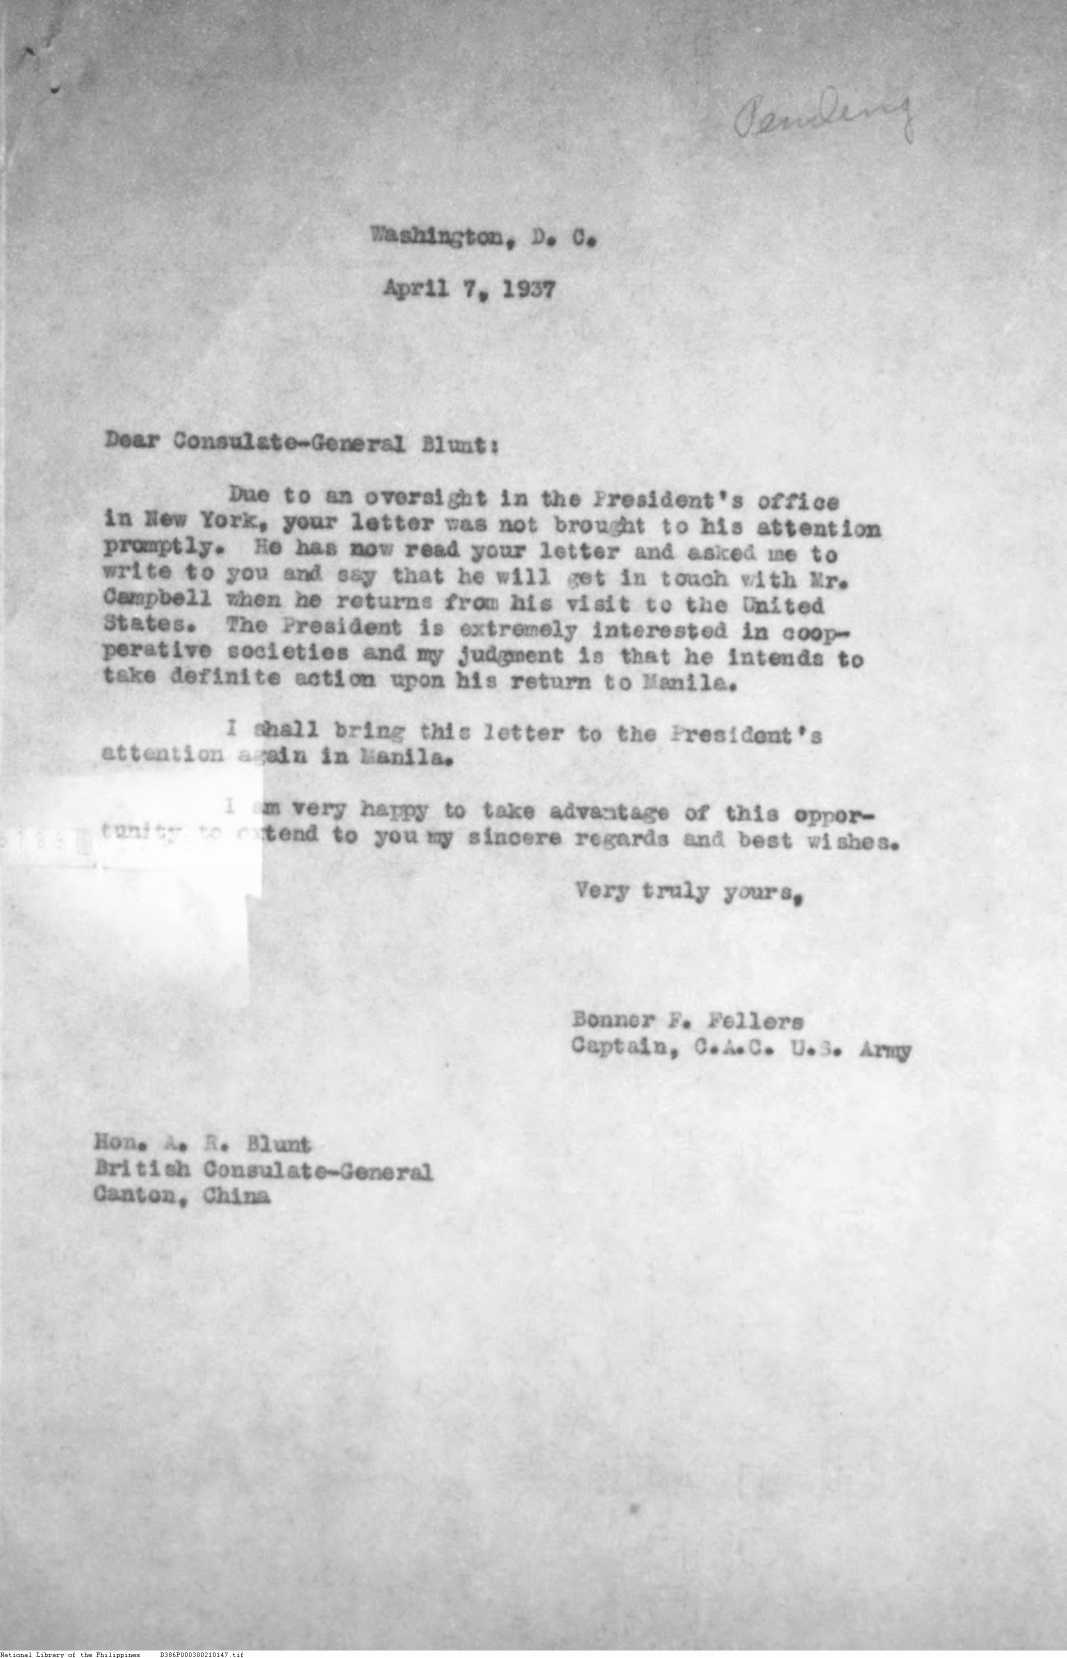 Pending
Washington, D. C.
April 7, 1937
Dear Consulate-General Blunt:
Due to an oversight in the President's office
in New York, your letter was not brought to his attention
promptly. He has now read your letter and asked me to
write to you and say that he will get in touch with Mr.
Campbell when he returns from his visit to the United
States. The President is extremely interested in coop-
perative societies and my judgment is that he intends to
take definite action upon his return to Manila.
I shall bring this letter to the President's
attention again in Manila.
I am very happy to take advantage of this oppor-
tunity to extend to you my sincere regards and best wishes.
Very truly yours,
Bonner F. Fellers
Captain, C.A.C. U.S. Army
Hon. A. R. Blunt
British Consulate-General
Canton, China
National Library of the Philippines B386P000380210147.tif